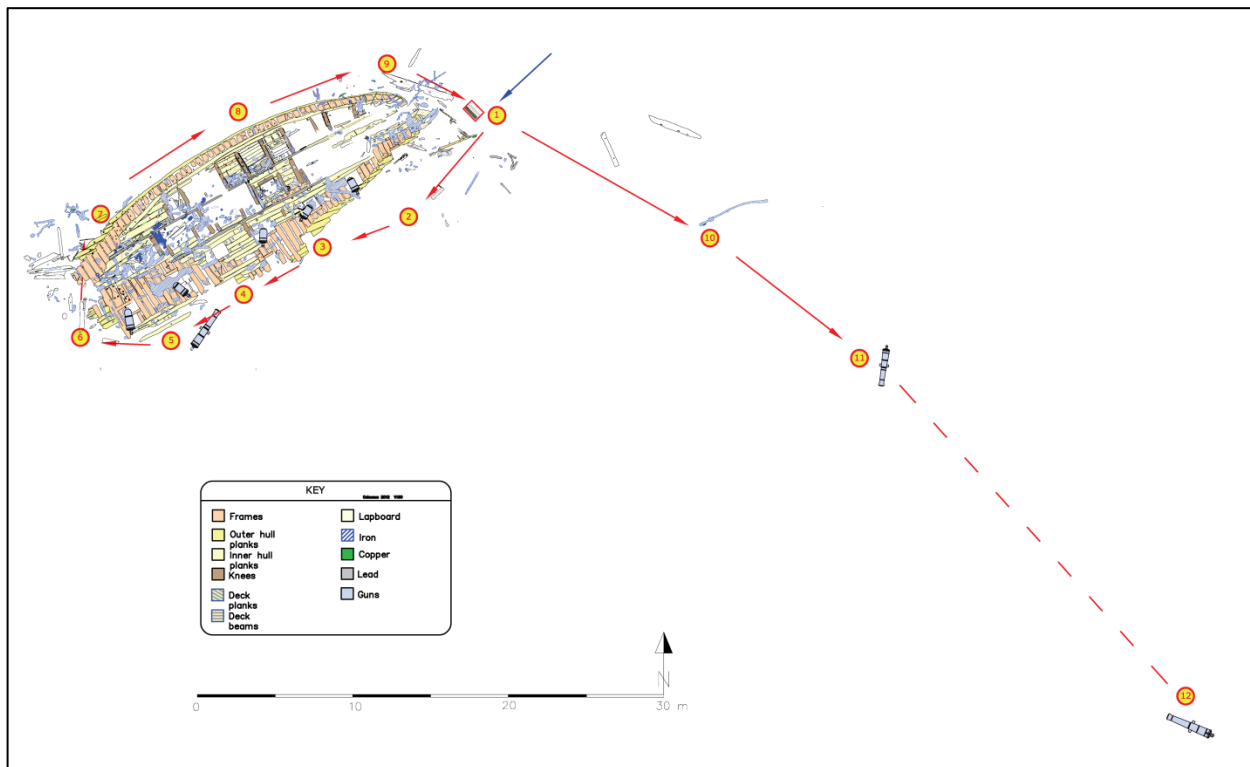 9
1
8
7
2
3
10
4
5
6
11
KEY
Frames
Outer hull
planks
Inner hull
planks
Knees
Deck
planks
Deck
beams
Lapboard
Iron
Copper
Lead
Guns
N
12
0
10
20
30 m